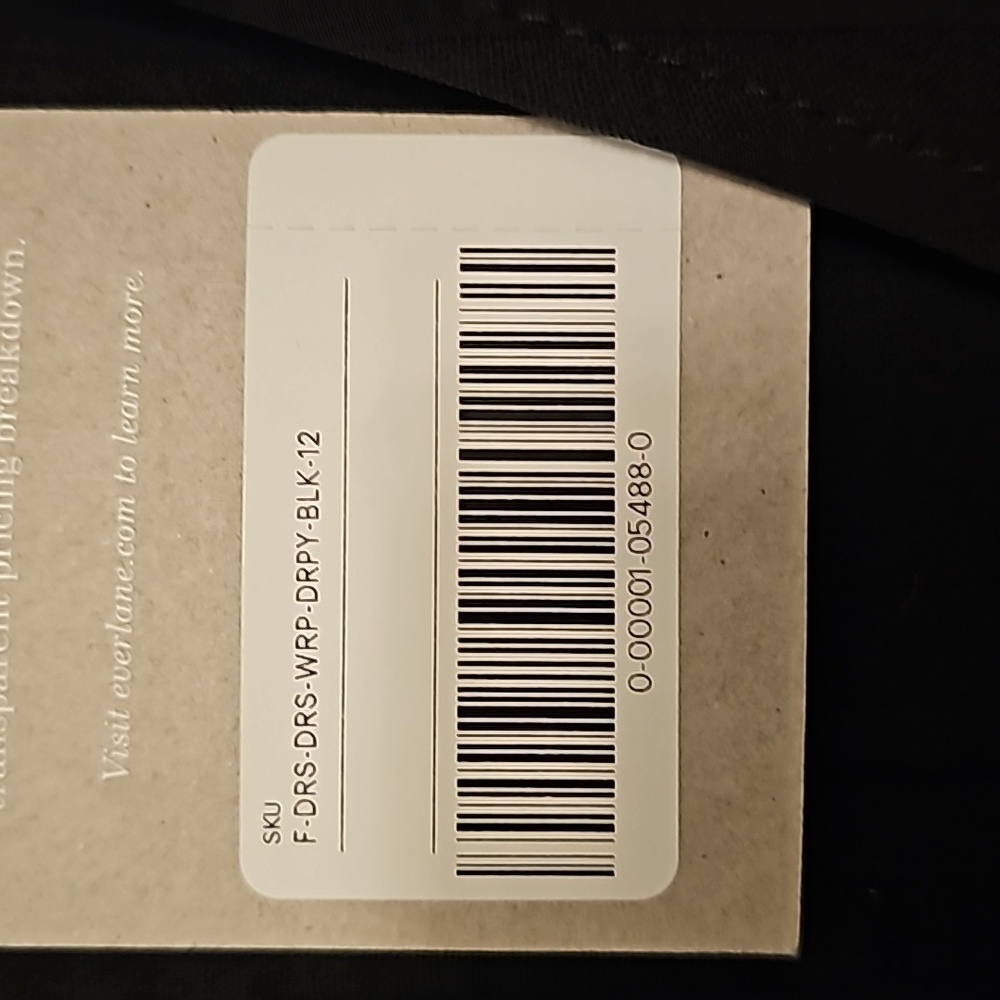 transparent pricing breakdown.
Visit everlane.com to learn more.
SKU
F-DRS-DRS-WRP-DRPY-BLK-12
0-00001-05488-0